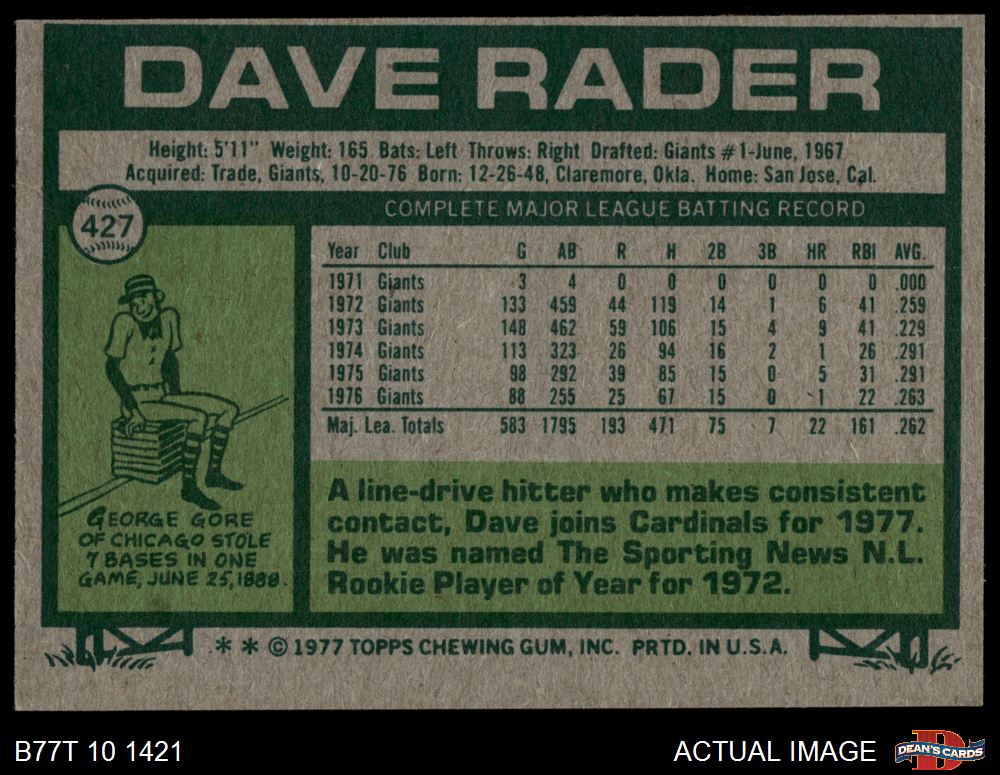 DAVE RADER
Height: 5'11" Weight: 165 Bats: Left Throws: Right Drafted: Giants #1-June, 1967
Acquired: Trade, Giants, 10-20-76 Born: 12-26-48, Claremore, Okla. Home: San Jose, Cal.
427
COMPLETE MAJOR LEAGUE BATTING RECORD
Year Club G AB R H 2B 3B HR RBI AVG.
1971 Giants 3 4 0 0 0 0 0 0 .000
1972 Giants 133 459 44 119 14 1 6 41 .259
1973 Giants 148 462 59 106 15 4 9 41 .229
1974 Giants 113 323 26 94 16 2 1 26 .291
1975 Giants 98 292 39 85 15 0 5 31 .291
1976 Giants 88 255 25 67 15 0 1 22 .263
Maj. Lea. Totals 583 1795 193 471 75 7 22 161 .262
GEORGE GORE
OF CHICAGO STOLE
7 BASES IN ONE
GAME, JUNE 25, 1888.
A line-drive hitter who makes consistent
contact, Dave joins Cardinals for 1977.
He was named The Sporting News N.L.
Rookie Player of Year for 1972.
* * © 1977 TOPPS CHEWING GUM, INC. PRTD. IN U.S.A.
B77T 10 1421
ACTUAL IMAGE
D
DEAN'S CARDS